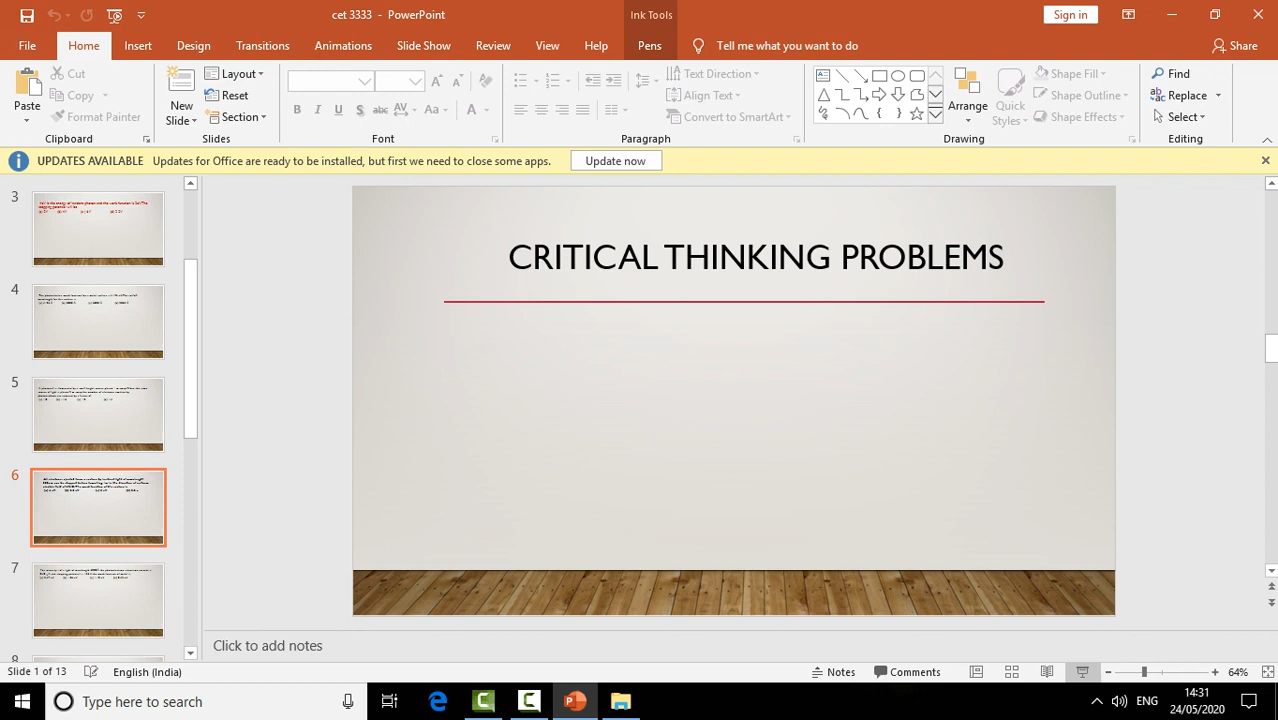 cet 3333 - PowerPoint
Ink Tools
Sign in
File Home Insert Design Transitions Animations Slide Show Review View Help Pens Tell me what you want to do Share
Paste
Cut
Copy
Format Painter
Clipboard
New Slide
Layout
Reset
Section
Slides
Font
Text Direction
Align Text
Convert to SmartArt
Paragraph
Arrange
Quick Styles
Shape Fill
Shape Outline
Shape Effects
Drawing
Find
Replace
Select
Editing
UPDATES AVAILABLE Updates for Office are ready to be installed, but first we need to close some apps. Update now
3
4
5
6
7
8
CRITICAL THINKING PROBLEMS
Click to add notes
Slide 1 of 13 English (India) Notes Comments 64%
Type here to search
ENG
14:31
24/05/2020